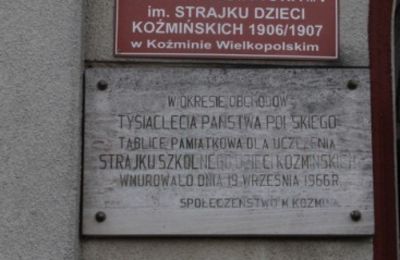 im. STRAJKU DZIECI
KOŹMIŃSKICH 1906/1907
w Koźminie Wielkopolskim
W OKRESIE OBCHODÓW
TYSIĄCLECIA PAŃSTWA POLSKIEGO
TABLICĘ PAMIĄTKOWĄ DLA UCZCZENIA
STRAJKU SZKOLNEGO DZIECI KOŹMIŃSKICH
WMUROWAŁO DNIA 19 WRZEŚNIA 1966 R.
SPOŁECZEŃSTWO M. KOŹMINA